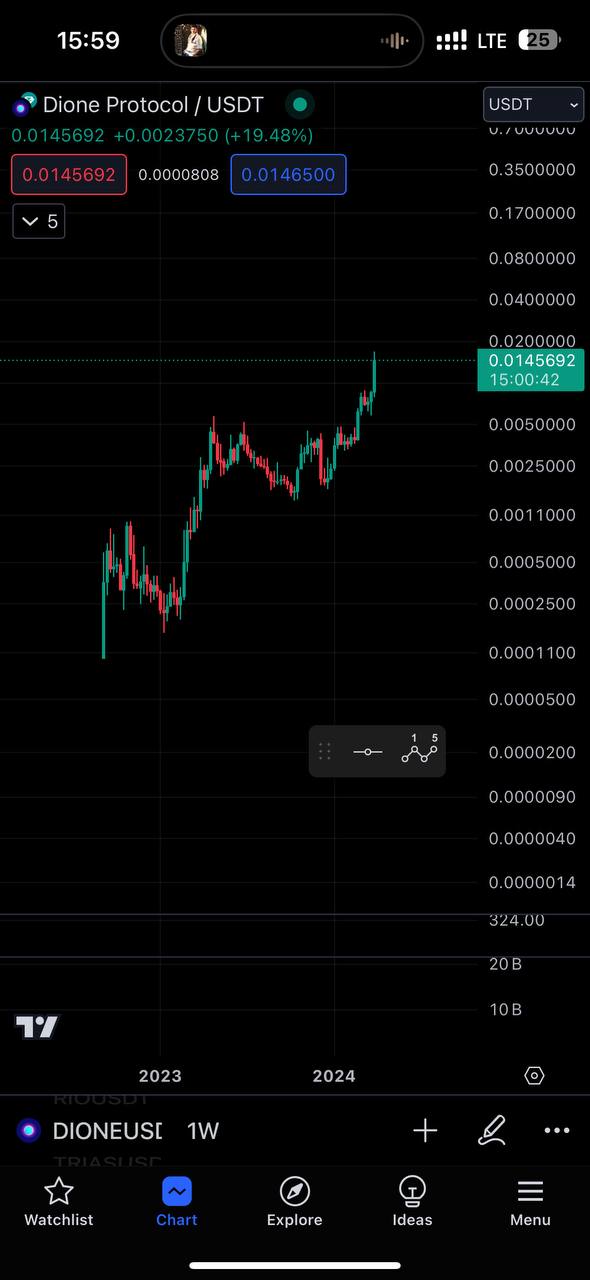 15:59 LTE 25
Dione Protocol / USDT USDT
0.0145692 +0.0023750 (+19.48%) 0.7000000
0.0145692 0.0000808 0.0146500 0.3500000
5 0.1700000
0.0800000
0.0400000
0.0200000
0.0145692
15:00:42
0.0050000
0.0025000
0.0011000
0.0005000
0.0002500
0.0001100
0.0000500
1 5
0.0000200
0.0000090
0.0000040
0.0000014
324.00
20 B
10 B
2023 2024
RIOUSDT
DIONEUSD 1W
TRIASUSD
Watchlist Chart Explore Ideas Menu